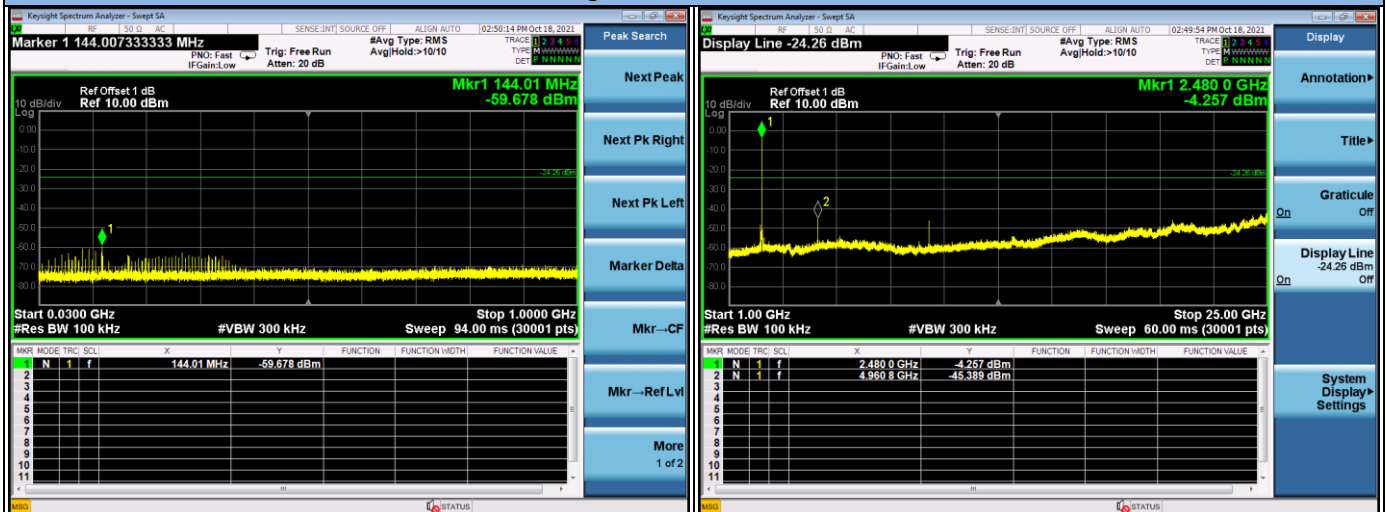 Keysight Spectrum Analyzer - Swept SA
RF 50 Ω AC SENSE:INT SOURCE OFF ALIGN AUTO 02:50:14 PM Oct 18, 2021
Marker 1 144.007333333 MHz
PNO: Fast
IFGain:Low
Trig: Free Run
Atten: 20 dB
#Avg Type: RMS
Avg|Hold:>10/10
TRACE 1 2 3 4 5 6
TYPE M WWWWW
DET P N N N N N
Mkr1 144.01 MHz
-59.678 dBm
Ref Offset 1 dB
10 dB/div Ref 10.00 dBm
Log
0.00
-10.0
-20.0
-30.0
-40.0
-50.0
-60.0
-70.0
-80.0
-24.26 dBm
1
Start 0.0300 GHz Stop 1.0000 GHz
#Res BW 100 kHz #VBW 300 kHz Sweep 94.00 ms (30001 pts)
MKR MODE TRC SCL X Y FUNCTION FUNCTION WIDTH FUNCTION VALUE
1 N 1 f 144.01 MHz -59.678 dBm
2
3
4
5
6
7
8
9
10
11
MSG STATUS
Peak Search
Next Peak
Next Pk Right
Next Pk Left
Marker Delta
Mkr→CF
Mkr→Ref Lvl
More
1 of 2
Keysight Spectrum Analyzer - Swept SA
RF 50 Ω AC SENSE:INT SOURCE OFF ALIGN AUTO 02:49:54 PM Oct 18, 2021
Display Line -24.26 dBm
PNO: Fast
IFGain:Low
Trig: Free Run
Atten: 20 dB
#Avg Type: RMS
Avg|Hold:>10/10
TRACE 1 2 3 4 5 6
TYPE M WWWWW
DET P N N N N N
Mkr1 2.480 0 GHz
-4.257 dBm
Ref Offset 1 dB
10 dB/div Ref 10.00 dBm
Log
0.00
-10.0
-20.0
-30.0
-40.0
-50.0
-60.0
-70.0
-80.0
-24.26 dBm
1
2
Start 1.00 GHz Stop 25.00 GHz
#Res BW 100 kHz #VBW 300 kHz Sweep 60.00 ms (30001 pts)
MKR MODE TRC SCL X Y FUNCTION FUNCTION WIDTH FUNCTION VALUE
1 N 1 f 2.480 0 GHz -4.257 dBm
2 N 1 f 4.960 8 GHz -45.389 dBm
3
4
5
6
7
8
9
10
11
MSG STATUS
Display
Annotation
Title
Graticule
On Off
Display Line
-24.26 dBm
On Off
System
Display
Settings